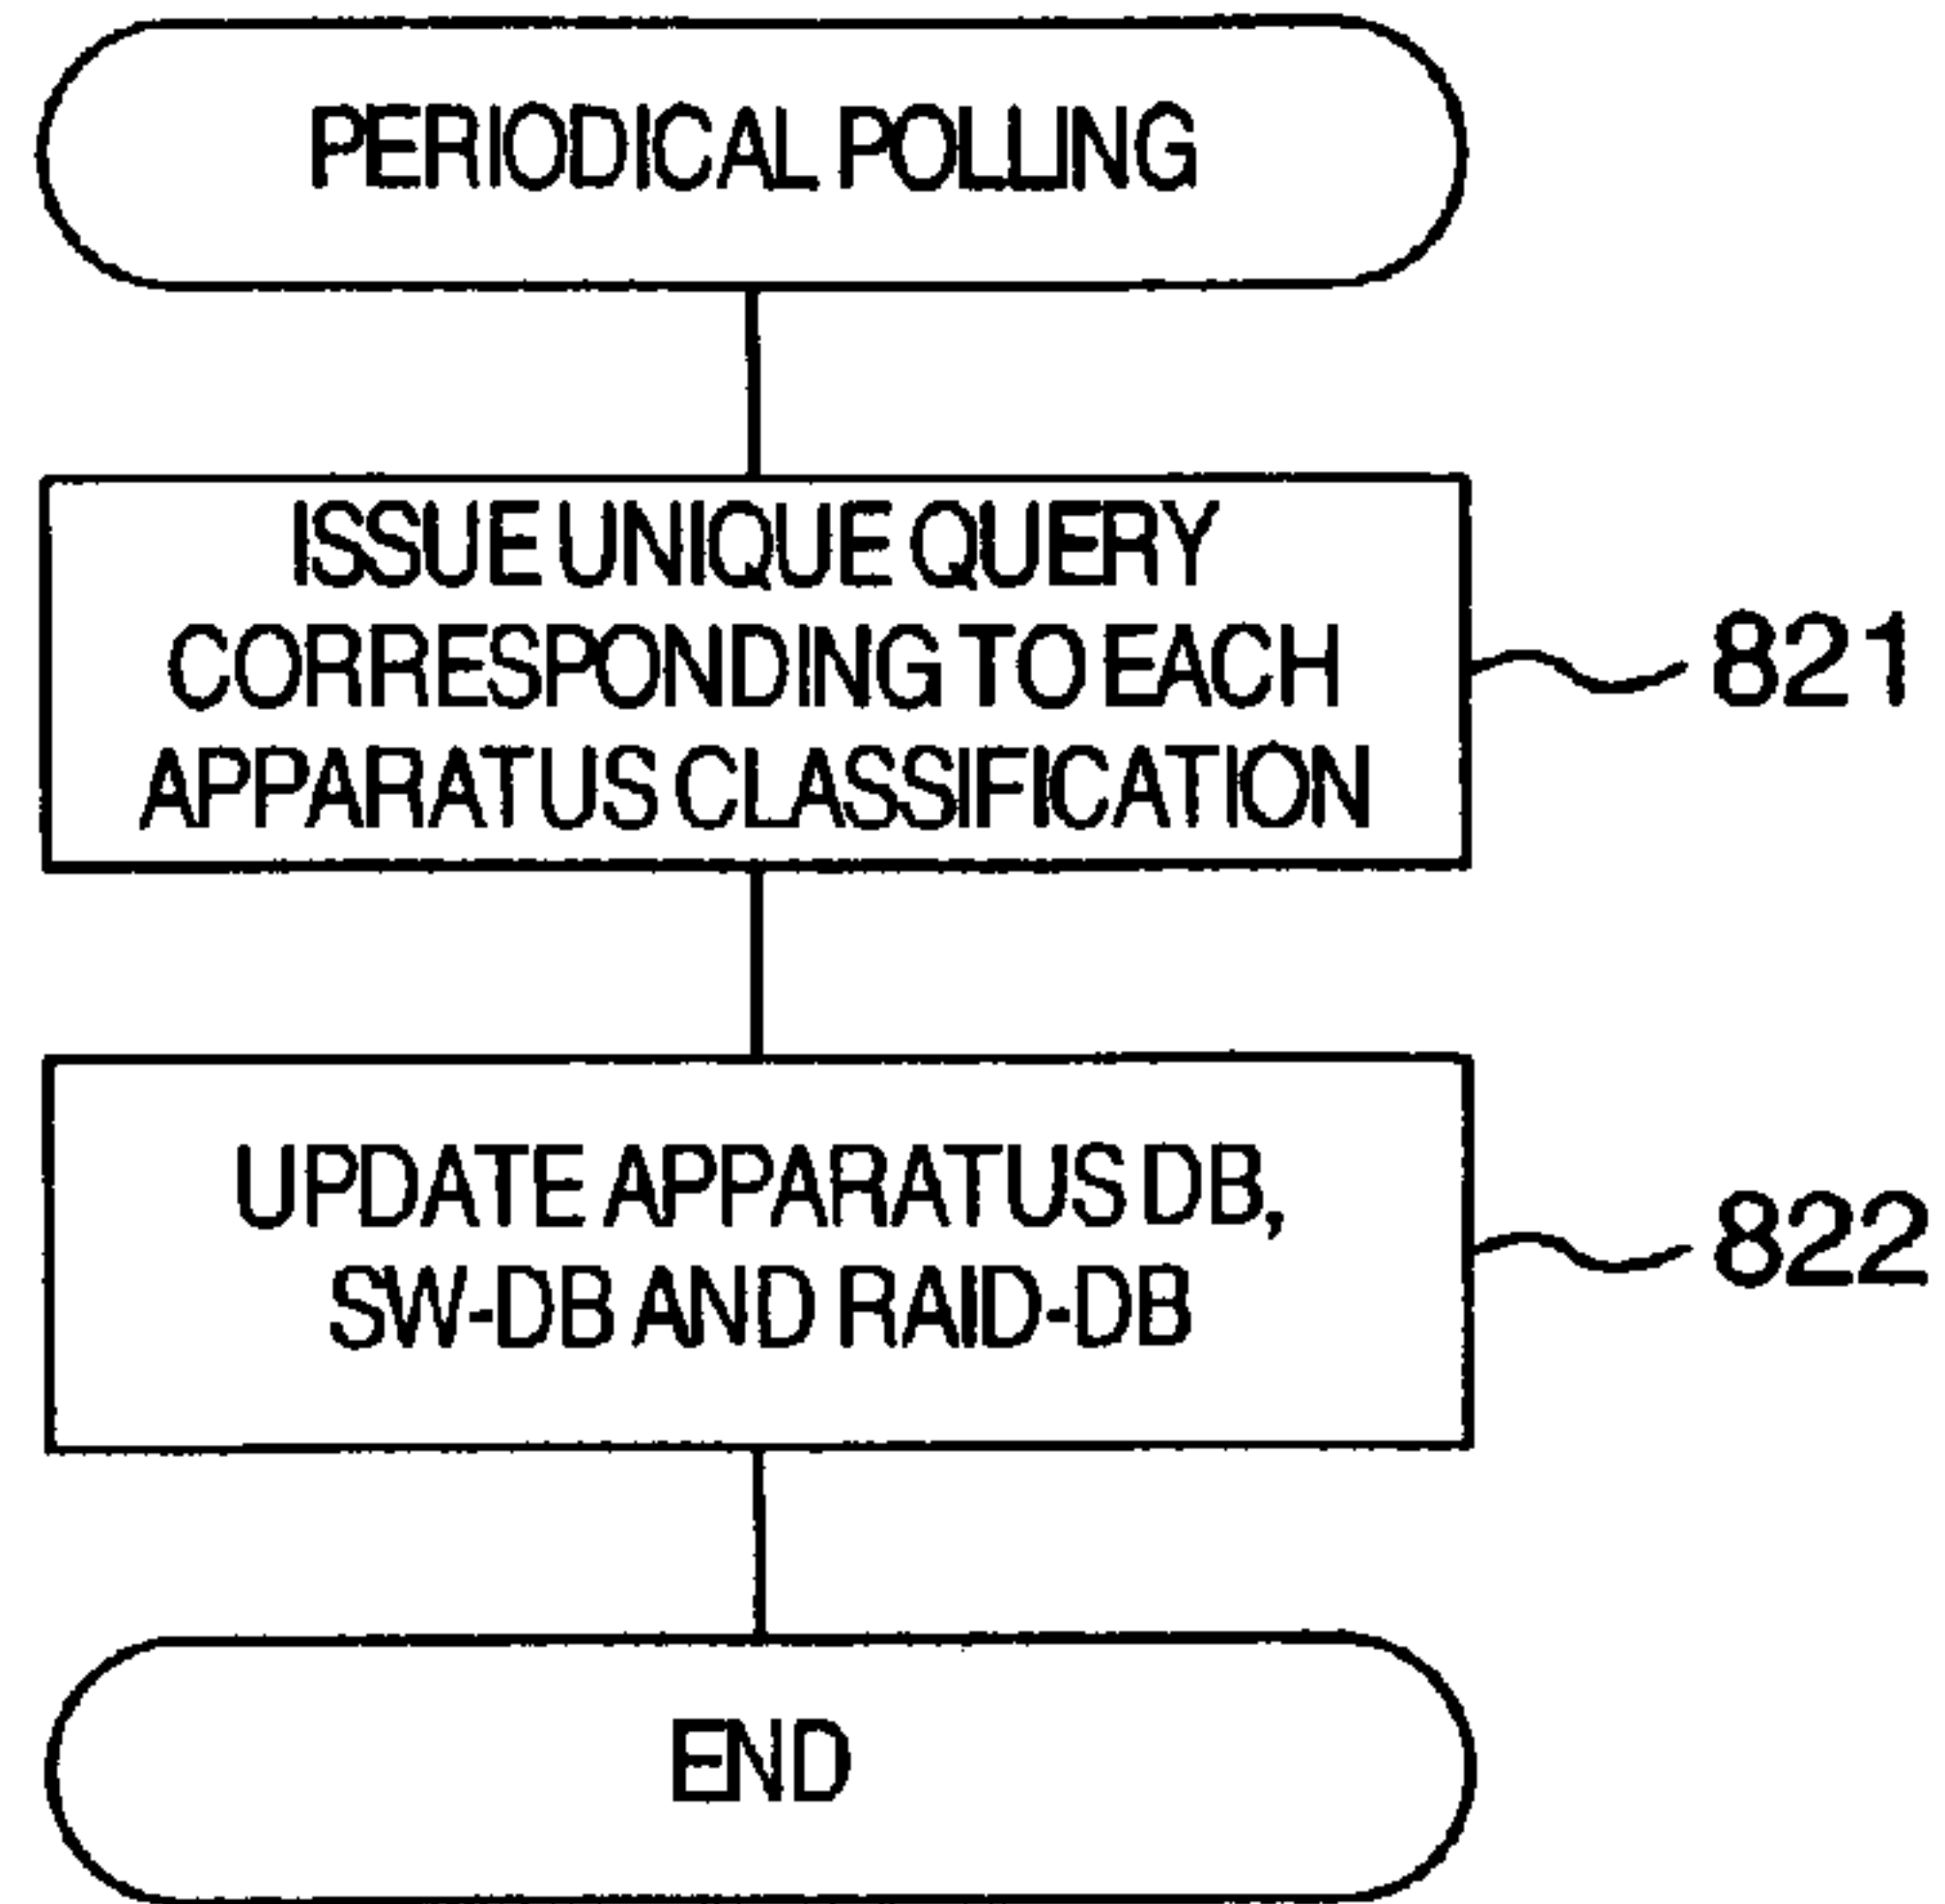 PERIODICAL POLLING
ISSUE UNIQUE QUERY
CORRESPONDING TO EACH
APPARATUS CLASSIFICATION
821
UPDATE APPARATUS DB,
SW-DB AND RAID-DB
822
END